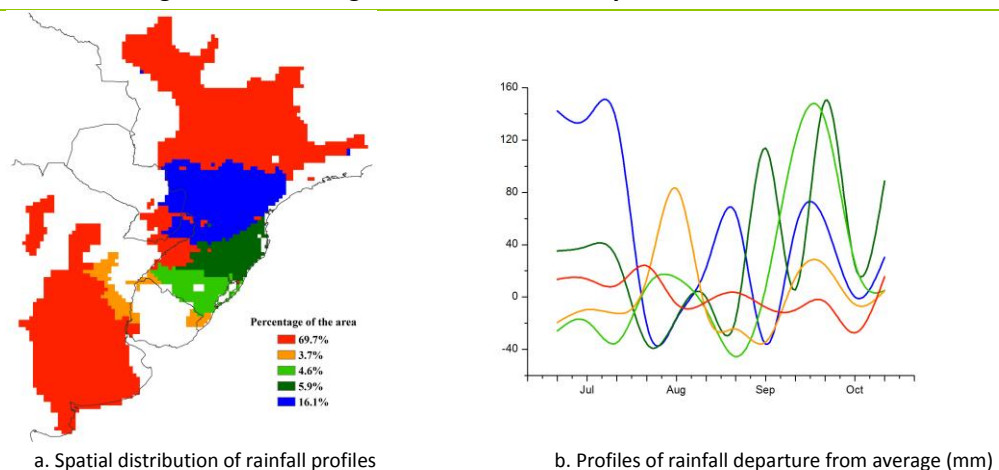 Percentage of the area
69.7%
3.7%
4.6%
5.9%
16.1%
160
120
80
40
0
-40
Jul Aug Sep Oct
a. Spatial distribution of rainfall profiles
b. Profiles of rainfall departure from average (mm)